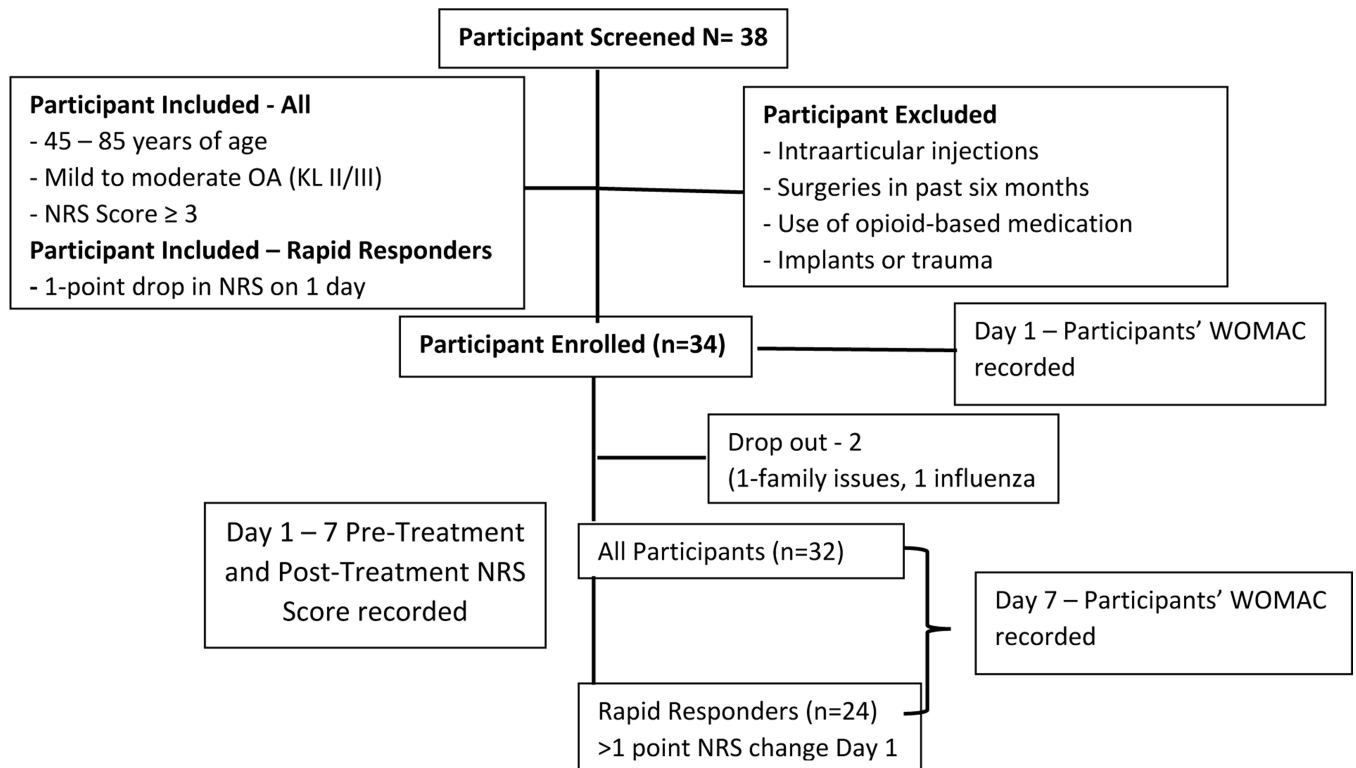 Participant Screened N= 38
Participant Included - All
- 45 – 85 years of age
- Mild to moderate OA (KL II/III)
- NRS Score ≥ 3
Participant Included – Rapid Responders
- 1-point drop in NRS on 1 day
Participant Excluded
- Intraarticular injections
- Surgeries in past six months
- Use of opioid-based medication
- Implants or trauma
Participant Enrolled (n=34)
Day 1 – Participants’ WOMAC
recorded
Drop out - 2
(1-family issues, 1 influenza
Day 1 – 7 Pre-Treatment
and Post-Treatment NRS
Score recorded
All Participants (n=32)
Day 7 – Participants’ WOMAC
recorded
Rapid Responders (n=24)
>1 point NRS change Day 1